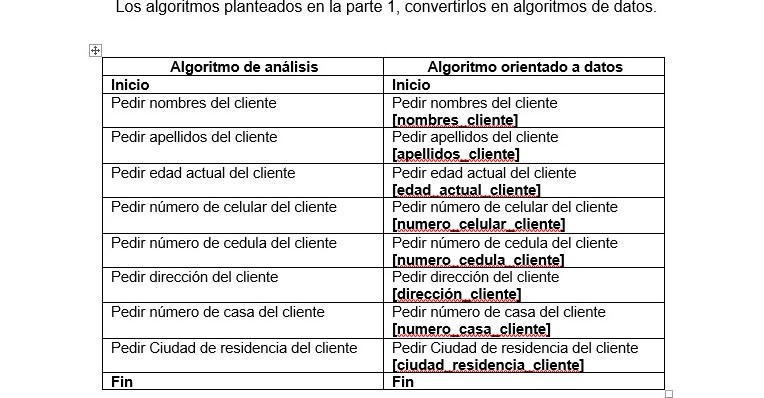 Los algoritmos planteados en la parte 1, convertirlos en algoritmos de datos.
Algoritmo de análisis
Algoritmo orientado a datos
Inicio
Inicio
Pedir nombres del cliente
Pedir nombres del cliente
[nombres_cliente]
Pedir apellidos del cliente
Pedir apellidos del cliente
[apellidos_cliente]
Pedir edad actual del cliente
Pedir edad actual del cliente
[edad_actual_cliente]
Pedir número de celular del cliente
Pedir número de celular del cliente
[numero_celular_cliente]
Pedir número de cedula del cliente
Pedir número de cedula del cliente
[numero_cedula_cliente]
Pedir dirección del cliente
Pedir dirección del cliente
[dirección_cliente]
Pedir número de casa del cliente
Pedir número de casa del cliente
[numero_casa_cliente]
Pedir Ciudad de residencia del cliente
Pedir Ciudad de residencia del cliente
[ciudad_residencia_cliente]
Fin
Fin